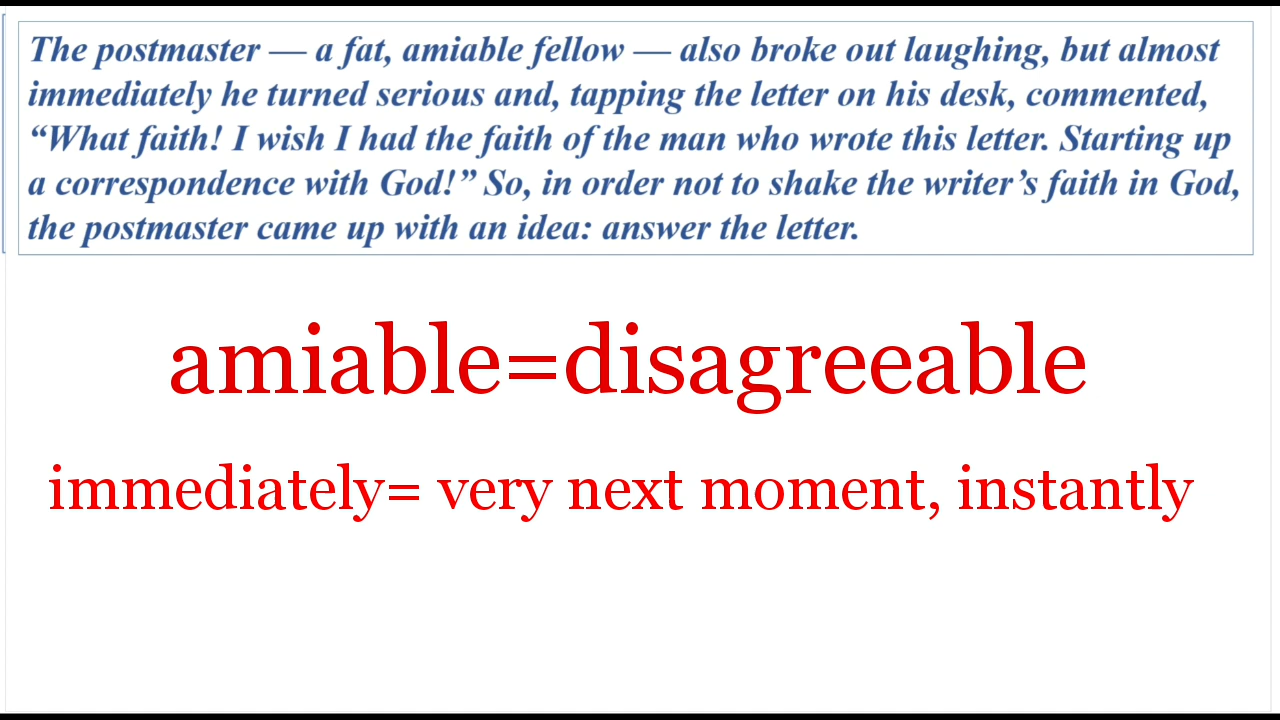 The postmaster — a fat, amiable fellow — also broke out laughing, but almost
immediately he turned serious and, tapping the letter on his desk, commented,
“What faith! I wish I had the faith of the man who wrote this letter. Starting up
a correspondence with God!” So, in order not to shake the writer’s faith in God,
the postmaster came up with an idea: answer the letter.
amiable=disagreeable
immediately= very next moment, instantly